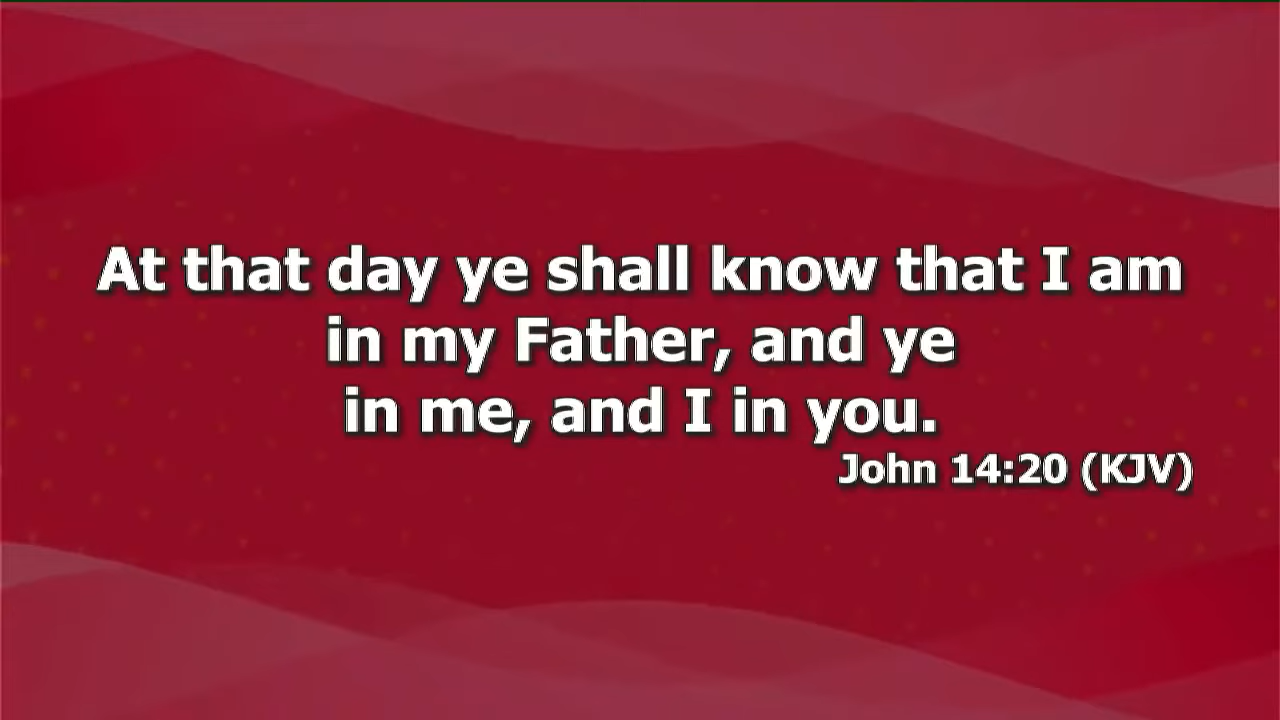 At that day ye shall know that I am
in my Father, and ye
in me, and I in you.
John 14:20 (KJV)